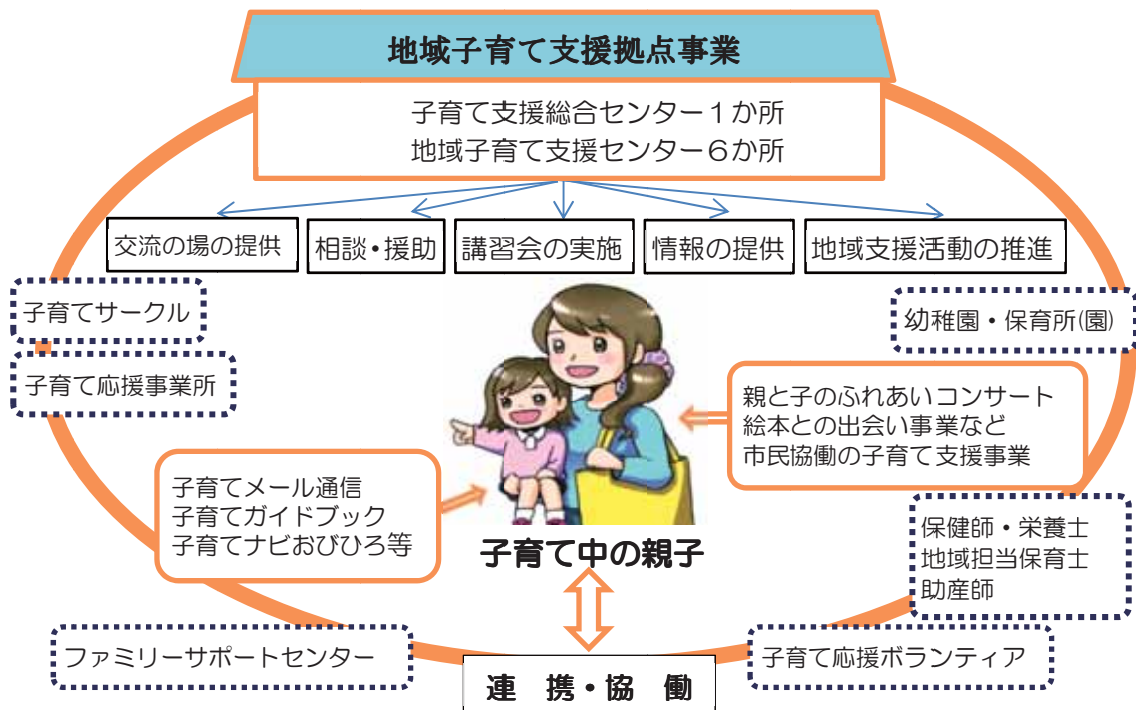 地域子育て支援拠点事業
子育て支援総合センター１か所
地域子育て支援センター６か所
交流の場の提供
相談・援助
講習会の実施
情報の提供
地域支援活動の推進
子育てサークル
幼稚園・保育所(園)
子育て応援事業所
親と子のふれあいコンサート
絵本との出会い事業など
市民協働の子育て支援事業
子育てメール通信
子育てガイドブック
子育てナビおびひろ等
保健師・栄養士
地域担当保育士
助産師
子育て中の親子
ファミリーサポートセンター
子育て応援ボランティア
連　携・協　働